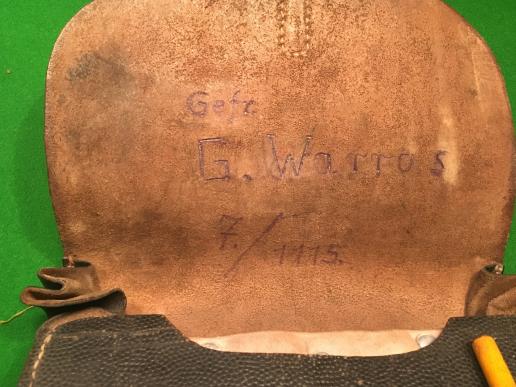 Gefr.
G. Warros
7./1115.